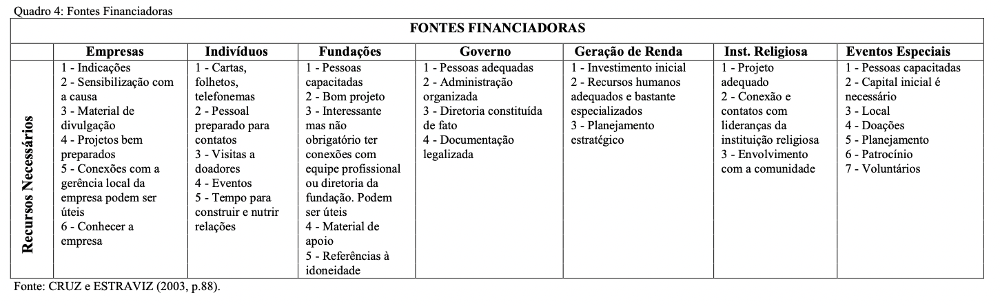 Quadro 4: Fontes Financiadoras
FONTES FINANCIADORAS
Empresas
Indivíduos
Fundações
Governo
Geração de Renda
Inst. Religiosa
Eventos Especiais
Recursos Necessários
1 - Indicações
2 - Sensibilização com
a causa
3 - Material de
divulgação
4 - Projetos bem
preparados
5 - Conexões com a
gerência local da
empresa podem ser
úteis
6 - Conhecer a
empresa
1 - Cartas,
folhetos,
telefonemas
2 - Pessoal
preparado para
contatos
3 - Visitas a
doadores
4 - Eventos
5 - Tempo para
construir e nutrir
relações
1 - Pessoas
capacitadas
2 - Bom projeto
3 - Interessante
mas não
obrigatório ter
conexões com
equipe profissional
ou diretoria da
fundação. Podem
ser úteis
4 - Material de
apoio
5 - Referências à
idoneidade
1 - Pessoas adequadas
2 - Administração
organizada
3 - Diretoria constituída
de fato
4 - Documentação
legalizada
1 - Investimento inicial
2 - Recursos humanos
adequados e bastante
especializados
3 - Planejamento
estratégico
1 - Projeto
adequado
2 - Conexão e
contatos com
lideranças da
instituição religiosa
3 - Envolvimento
com a comunidade
1 - Pessoas capacitadas
2 - Capital inicial é
necessário
3 - Local
4 - Doações
5 - Planejamento
6 - Patrocínio
7 - Voluntários
Fonte: CRUZ e ESTRAVIZ (2003, p.88).